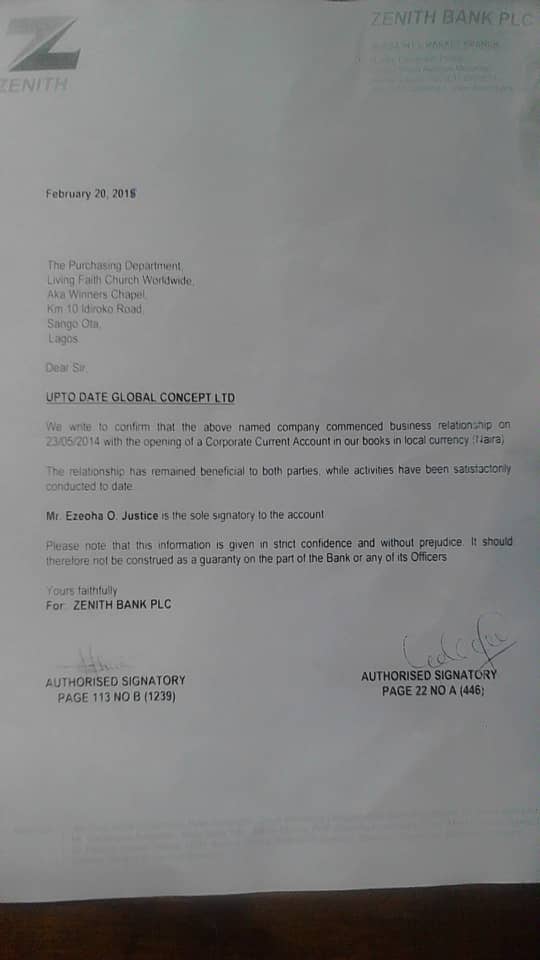 ZENITH BANK PLC
ZENITH
February 20, 2018
The Purchasing Department,
Living Faith Church Worldwide,
Aka Winners Chapel,
Km 10 Idiroko Road,
Sango Ota,
Lagos
Dear Sir,
UPTO DATE GLOBAL CONCEPT LTD
We write to confirm that the above named company commenced business relationship on
23/05/2014 with the opening of a Corporate Current Account in our books in local currency (Naira)
The relationship has remained beneficial to both parties, while activities have been satisfactorily
conducted to date.
Mr. Ezeoha O. Justice is the sole signatory to the account
Please note that this information is given in strict confidence and without prejudice. It should
therefore not be construed as a guaranty on the part of the Bank or any of its Officers
Yours faithfully
For: ZENITH BANK PLC
AUTHORISED SIGNATORY
PAGE 113 NO B (1239)
AUTHORISED SIGNATORY
PAGE 22 NO A (446)